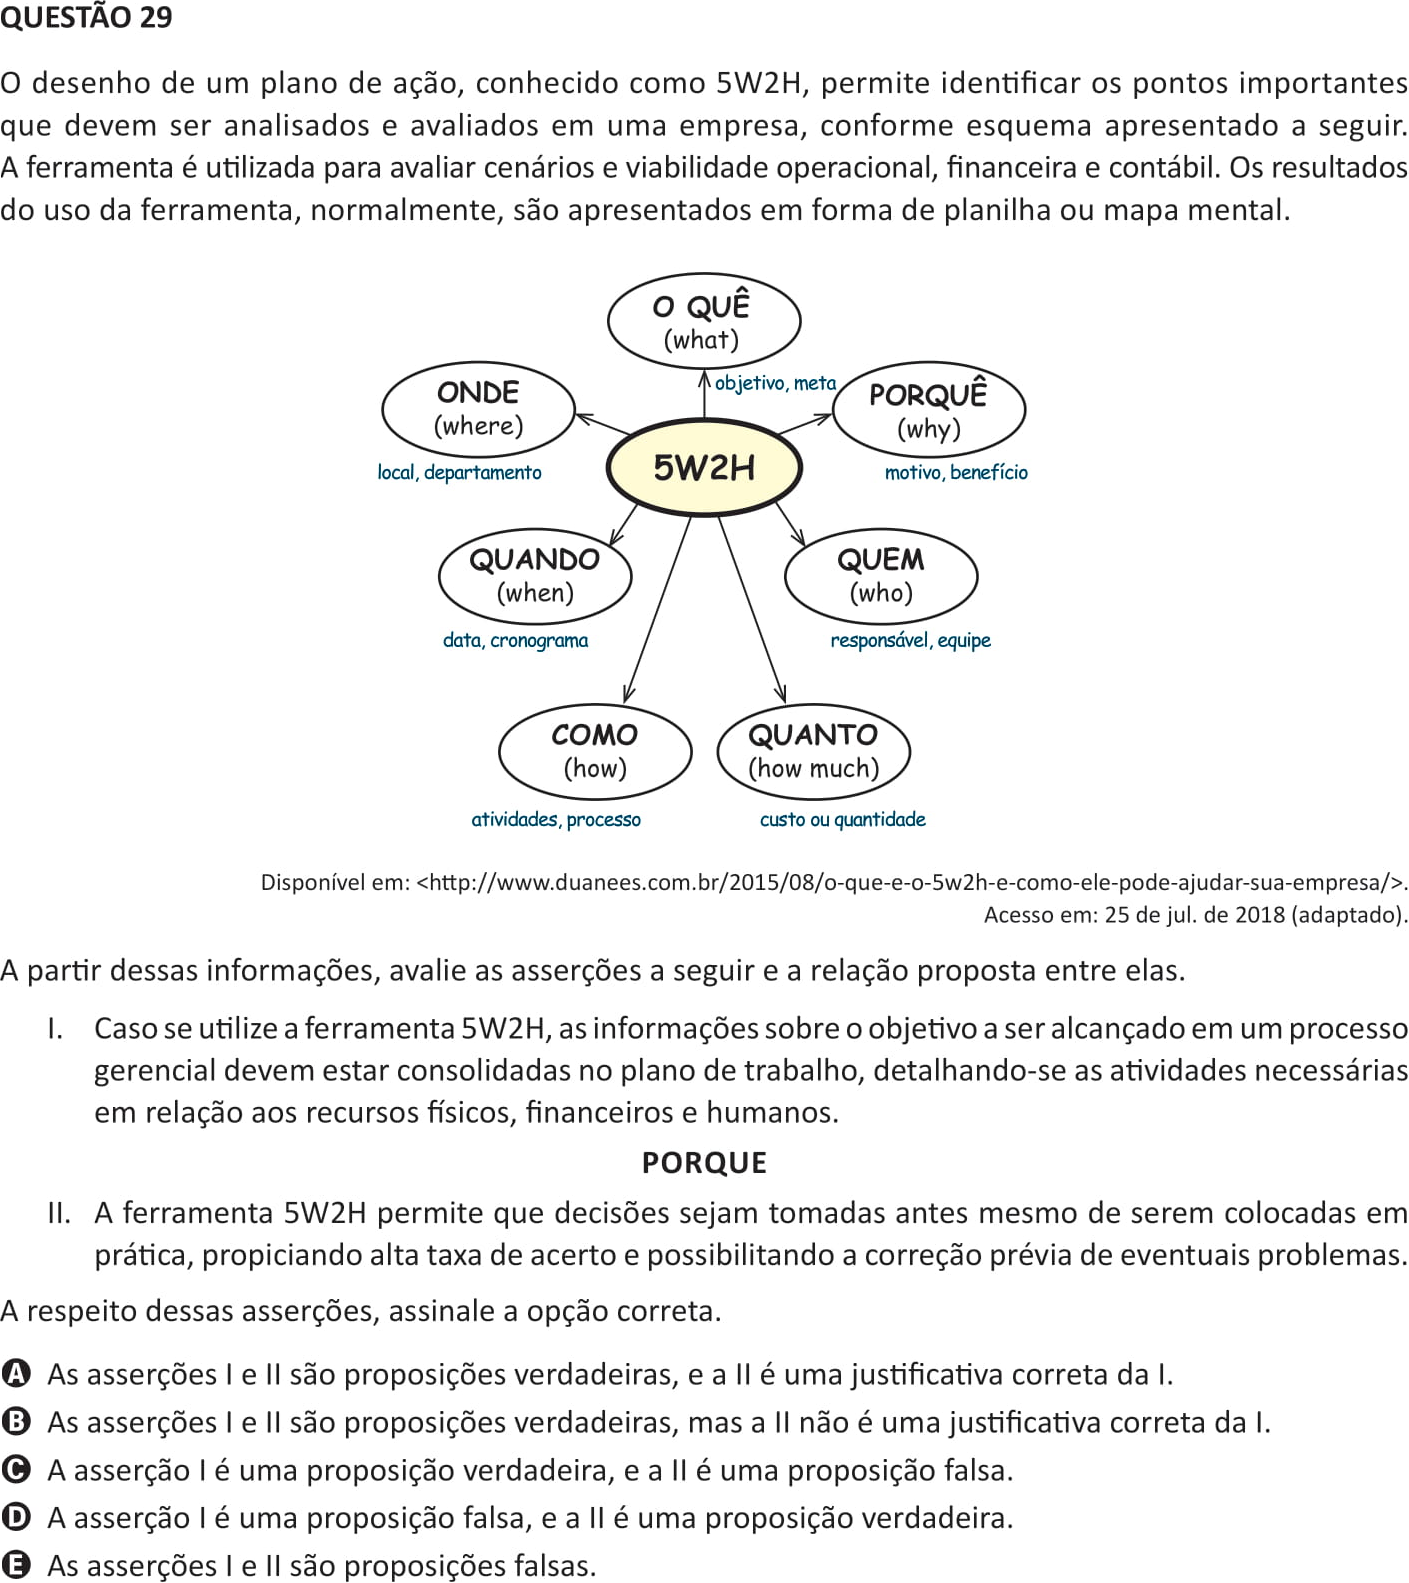 QUESTÃO 29
O desenho de um plano de ação, conhecido como 5W2H, permite identificar os pontos importantes
que devem ser analisados e avaliados em uma empresa, conforme esquema apresentado a seguir.
A ferramenta é utilizada para avaliar cenários e viabilidade operacional, financeira e contábil. Os resultados
do uso da ferramenta, normalmente, são apresentados em forma de planilha ou mapa mental.
O QUÊ
(what)
objetivo, meta
ONDE
(where)
local, departamento
PORQUÊ
(why)
motivo, benefício
5W2H
QUANDO
(when)
data, cronograma
QUEM
(who)
responsável, equipe
COMO
(how)
atividades, processo
QUANTO
(how much)
custo ou quantidade
Disponível em: <http://www.duanees.com.br/2015/08/o-que-e-o-5w2h-e-como-ele-pode-ajudar-sua-empresa/>.
Acesso em: 25 de jul. de 2018 (adaptado).
A partir dessas informações, avalie as asserções a seguir e a relação proposta entre elas.
I. Caso se utilize a ferramenta 5W2H, as informações sobre o objetivo a ser alcançado em um processo
gerencial devem estar consolidadas no plano de trabalho, detalhando-se as atividades necessárias
em relação aos recursos físicos, financeiros e humanos.
PORQUE
II. A ferramenta 5W2H permite que decisões sejam tomadas antes mesmo de serem colocadas em
prática, propiciando alta taxa de acerto e possibilitando a correção prévia de eventuais problemas.
A respeito dessas asserções, assinale a opção correta.
A As asserções I e II são proposições verdadeiras, e a II é uma justificativa correta da I.
B As asserções I e II são proposições verdadeiras, mas a II não é uma justificativa correta da I.
C A asserção I é uma proposição verdadeira, e a II é uma proposição falsa.
D A asserção I é uma proposição falsa, e a II é uma proposição verdadeira.
E As asserções I e II são proposições falsas.